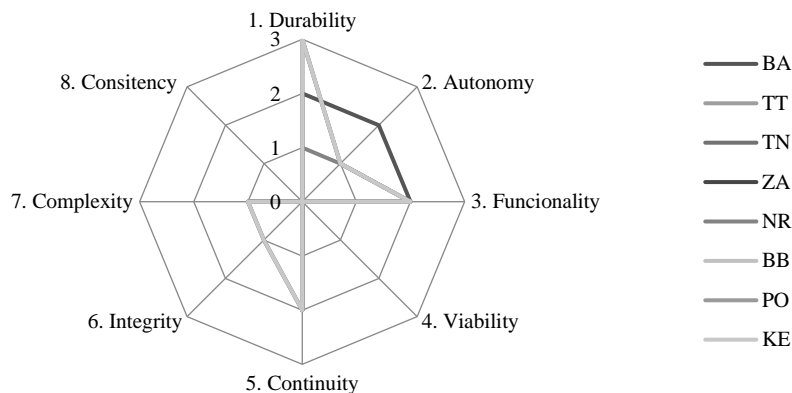 1. Durability
3
8. Consitency
2. Autonomy
2
1
7. Complexity
0
3. Funcionality
6. Integrity
4. Viability
5. Continuity
BA
TT
TN
ZA
NR
BB
PO
KE